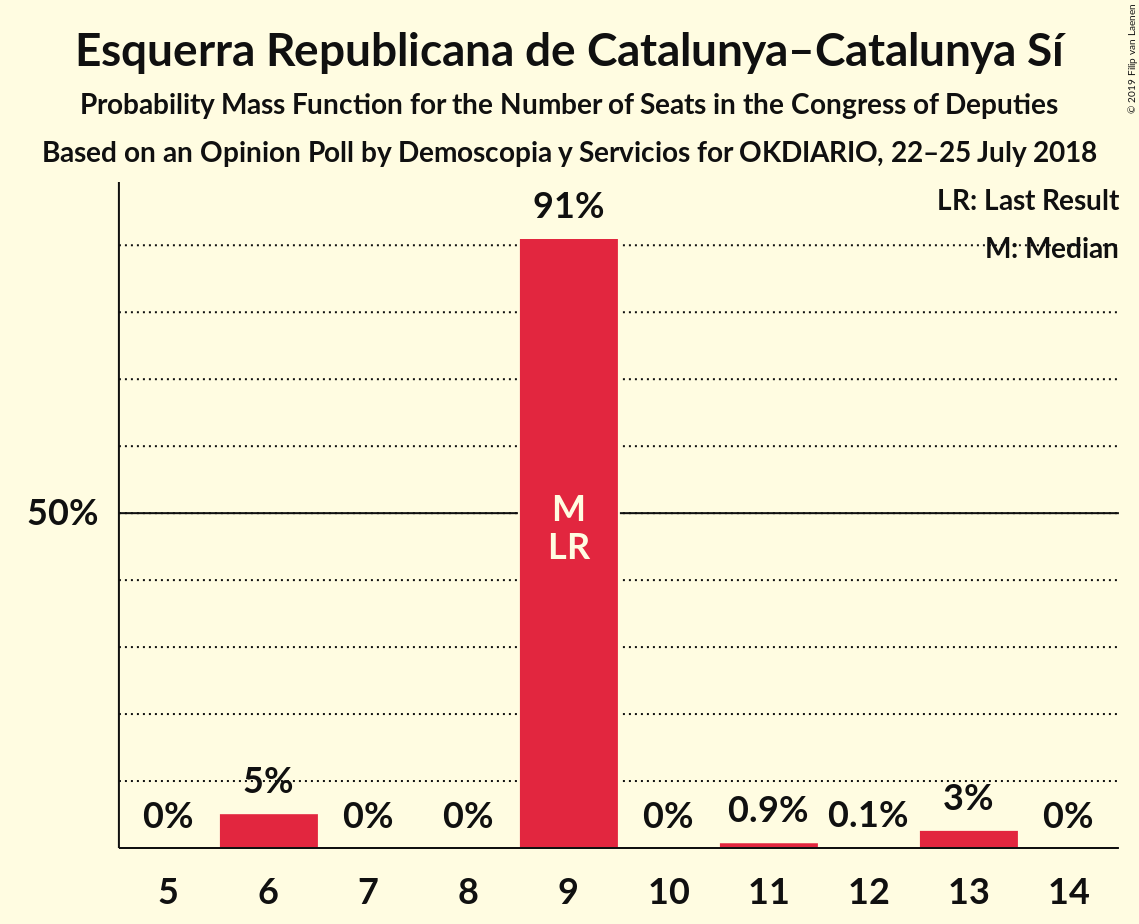 Esquerra Republicana de Catalunya–Catalunya Sí
Probability Mass Function for the Number of Seats in the Congress of Deputies
Based on an Opinion Poll by Demoscopia y Servicios for OKDIARIO, 22–25 July 2018
© 2019 Filip van Laenen
LR: Last Result
M: Median
91%
50%
M
LR
0%
5%
0%
0%
0%
0.9%
0.1%
3%
0%
5
6
7
8
9
10
11
12
13
14